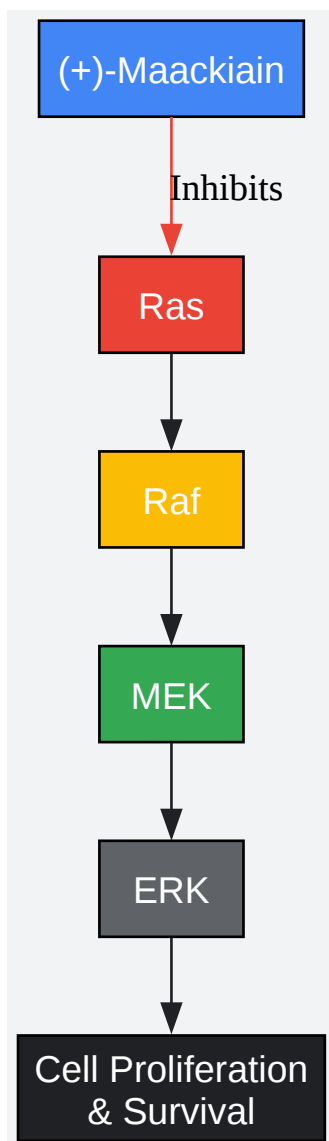 (+)-Maackiain
Inhibits
Ras
Raf
MEK
ERK
Cell Proliferation
& Survival